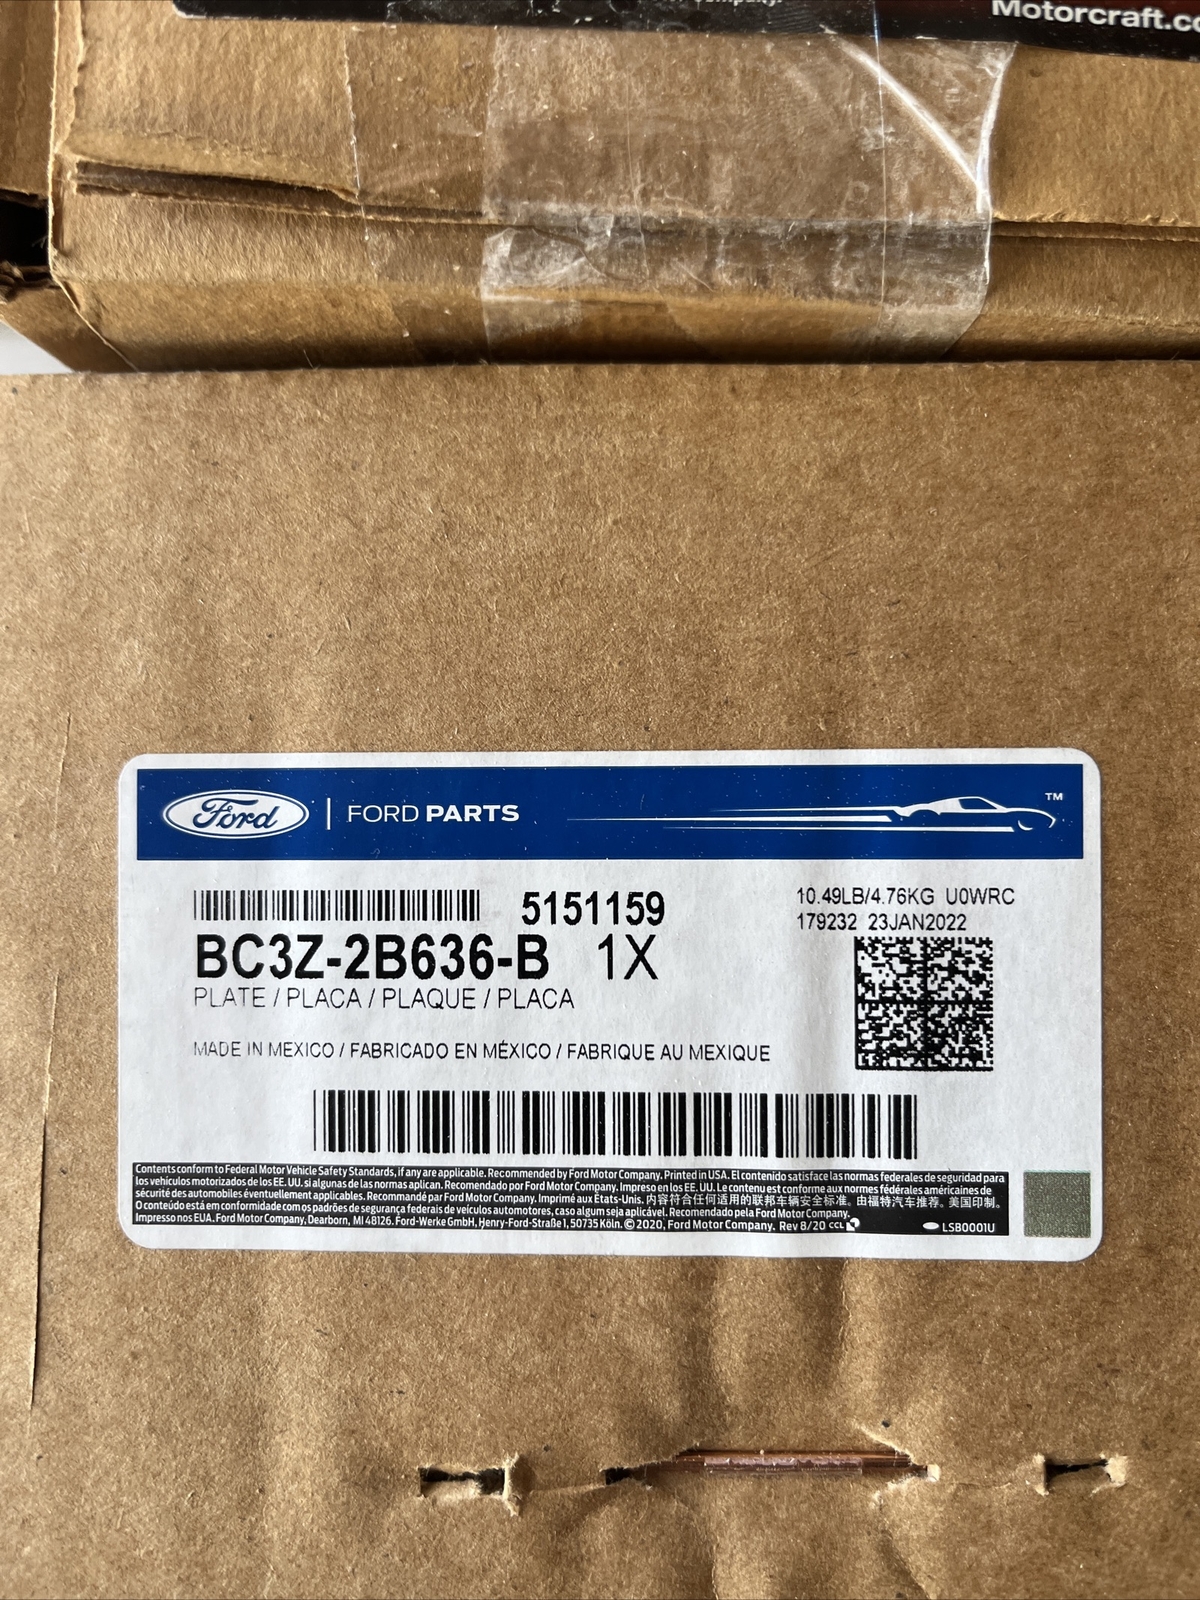 Company.
Motorcraft.co
Ford | FORD PARTS ™
5151159
10.49LB/4.76KG U0WRC
179232 23JAN2022
BC3Z-2B636-B 1X
PLATE / PLACA / PLAQUE / PLACA
MADE IN MEXICO / FABRICADO EN MÉXICO / FABRIQUE AU MEXIQUE
Contents conform to Federal Motor Vehicle Safety Standards, if any are applicable. Recommended by Ford Motor Company. Printed in USA. El contenido satisface las normas federales de seguridad para
los vehículos motorizados de los EE. UU. si algunas de las normas aplican. Recomendado por Ford Motor Company. Impreso en los EE. UU. Le contenu est conforme aux normes fédérales américaines de
sécurité des automobiles éventuellement applicables. Recommandé par Ford Motor Company. Imprimé aux États-Unis. 内容符合任何适用的联邦车辆安全标准。由福特汽车推荐。美国印制。
O conteúdo está em conformidade com os padrões de segurança federais de veículos automotores, caso algum seja aplicável. Recomendado pela Ford Motor Company.
Impresso nos EUA. Ford Motor Company, Dearborn, MI 48126. Ford-Werke GmbH, Henry-Ford-Straße 1, 50735 Köln. © 2020, Ford Motor Company. Rev 8/20 CCL
LSB0001U